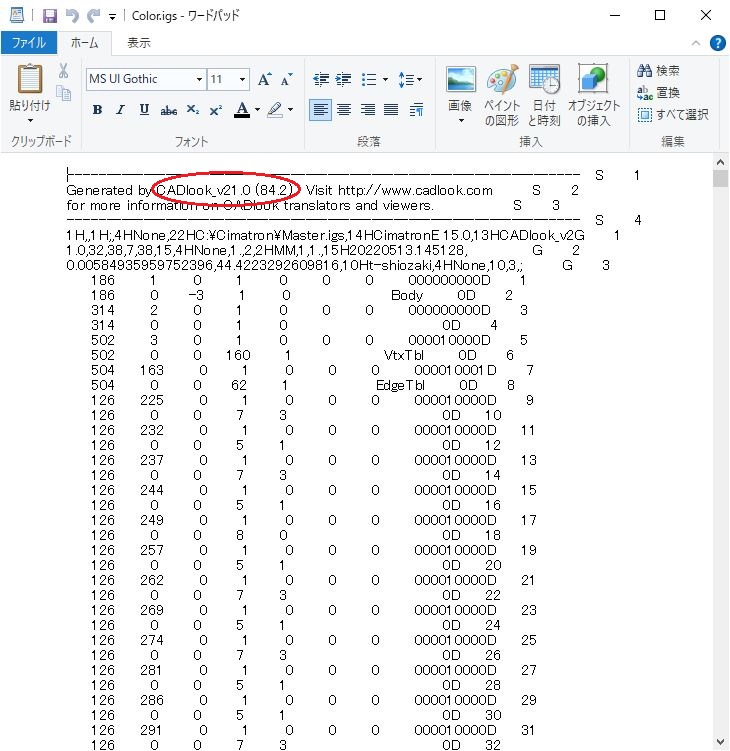 Color.igs - ワードパッド
ファイル ホーム 表示
貼り付け
MS UI Gothic 11
B I U abc X₂ X² A
画像
ペイント
の図形
日付
と時刻
オブジェクト
の挿入
検索
置換
すべて選択
クリップボード フォント 段落 挿入 編集
-------------------------------------------------------------------------- S 1
Generated by CADlook_v21.0 (84.2). Visit http://www.cadlook.com S 2
for more information on CADlook translators and viewers. S 3
-------------------------------------------------------------------------- S 4
1H,,1H;,4HNone,22HC:¥Cimatron¥Master.igs,14HCimatronE 15.0,13HCADlook_v2G 1
1.0,32,38,7,38,15,4HNone,1.,2,2HMM,1,1.,15H20220513.145128, G 2
0.00584935959752396,44.4223292609816,10Ht-shiozaki,4HNone,10,3,; G 3
186 1 0 1 0 0 0 000000000D 1
186 0 -3 1 0 Body 0D 2
314 2 0 1 0 0 0 000000000D 3
314 0 0 1 0 0D 4
502 3 0 1 0 0 0 000010000D 5
502 0 0 160 1 VtxTbl 0D 6
504 163 0 1 0 0 0 000010001D 7
504 0 0 62 1 EdgeTbl 0D 8
126 225 0 1 0 0 0 000010000D 9
126 0 0 7 3 0D 10
126 232 0 1 0 0 0 000010000D 11
126 0 0 5 1 0D 12
126 237 0 1 0 0 0 000010000D 13
126 0 0 7 3 0D 14
126 244 0 1 0 0 0 000010000D 15
126 0 0 5 1 0D 16
126 249 0 1 0 0 0 000010000D 17
126 0 0 8 0 0D 18
126 257 0 1 0 0 0 000010000D 19
126 0 0 5 1 0D 20
126 262 0 1 0 0 0 000010000D 21
126 0 0 7 3 0D 22
126 269 0 1 0 0 0 000010000D 23
126 0 0 5 1 0D 24
126 274 0 1 0 0 0 000010000D 25
126 0 0 7 3 0D 26
126 281 0 1 0 0 0 000010000D 27
126 0 0 5 1 0D 28
126 286 0 1 0 0 0 000010000D 29
126 0 0 5 1 0D 30
126 291 0 1 0 0 0 000010000D 31
126 0 0 7 3 0D 32